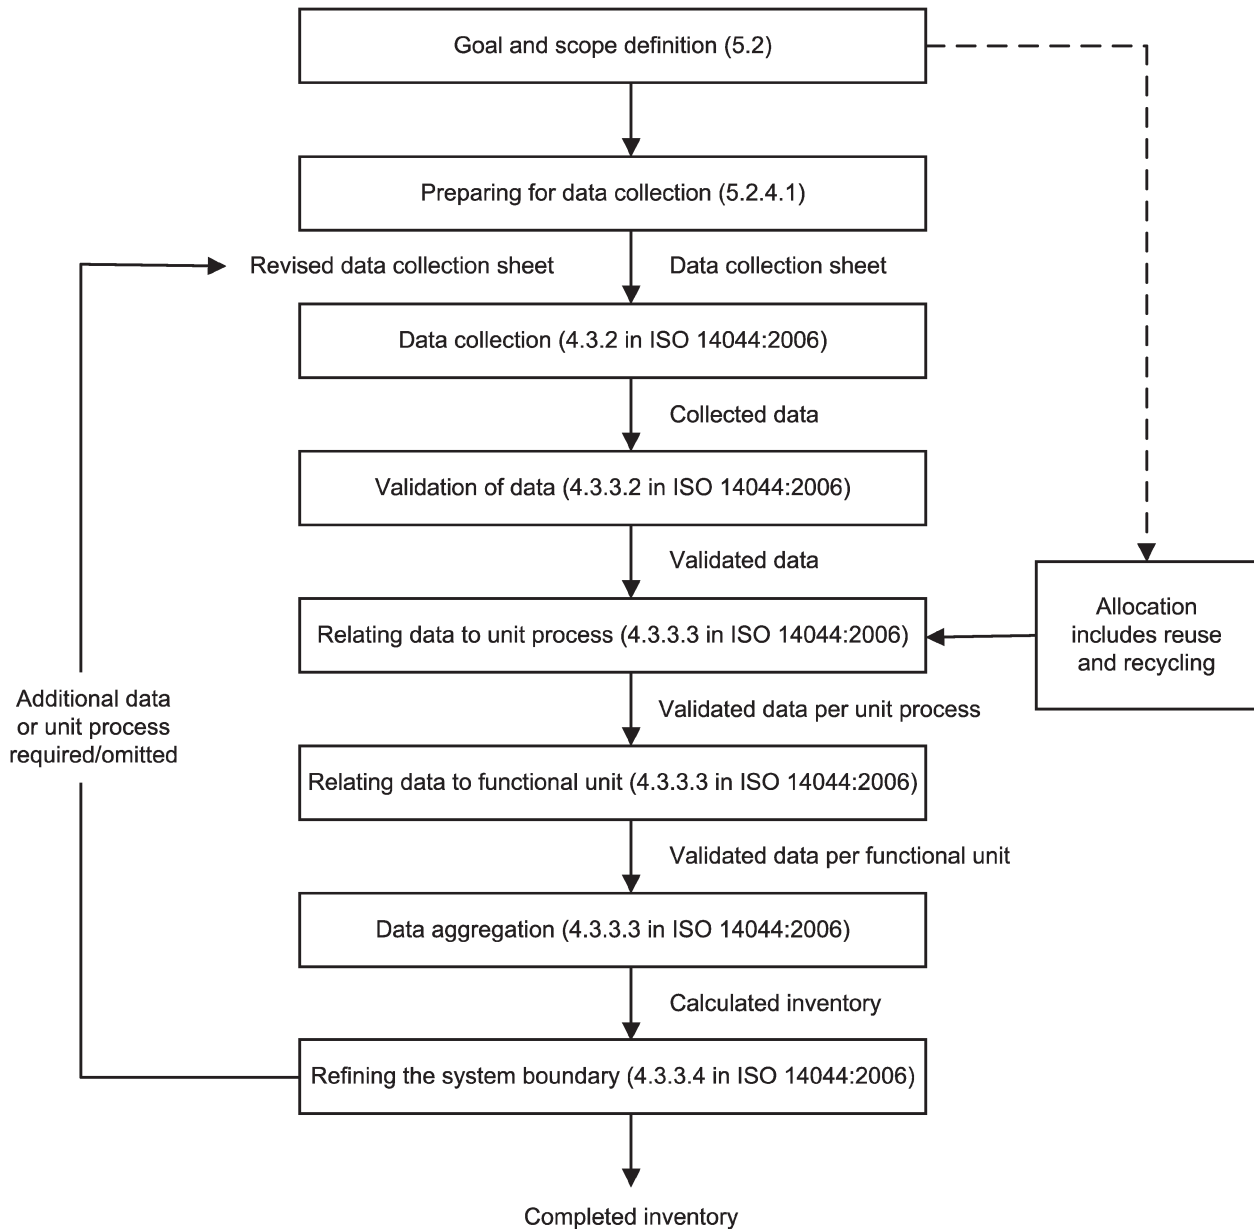 Goal and scope definition (5.2)
Preparing for data collection (5.2.4.1)
Revised data collection sheet
Data collection sheet
Data collection (4.3.2 in ISO 14044:2006)
Collected data
Validation of data (4.3.3.2 in ISO 14044:2006)
Validated data
Relating data to unit process (4.3.3.3 in ISO 14044:2006)
Allocation
includes reuse
and recycling
Additional data
or unit process
required/omitted
Validated data per unit process
Relating data to functional unit (4.3.3.3 in ISO 14044:2006)
Validated data per functional unit
Data aggregation (4.3.3.3 in ISO 14044:2006)
Calculated inventory
Refining the system boundary (4.3.3.4 in ISO 14044:2006)
Completed inventory